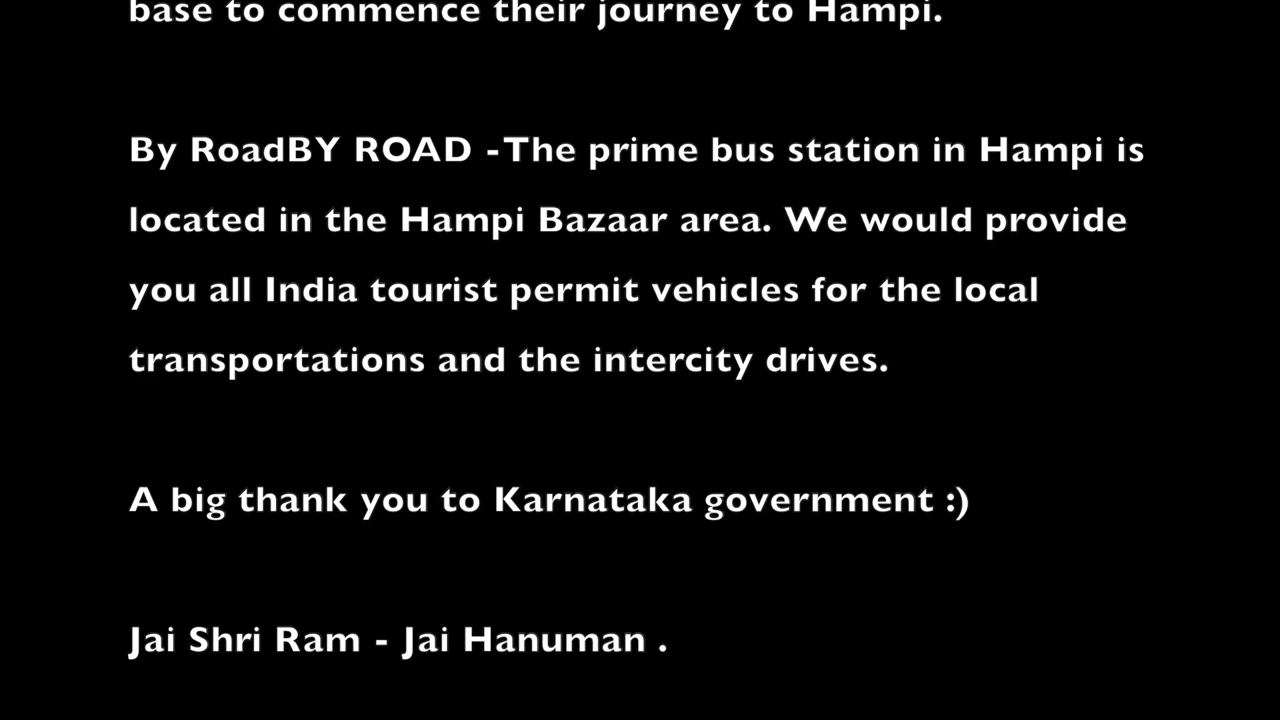 base to commence their journey to Hampi.
By RoadBY ROAD -The prime bus station in Hampi is
located in the Hampi Bazaar area. We would provide
you all India tourist permit vehicles for the local
transportations and the intercity drives.
A big thank you to Karnataka government :)
Jai Shri Ram - Jai Hanuman .